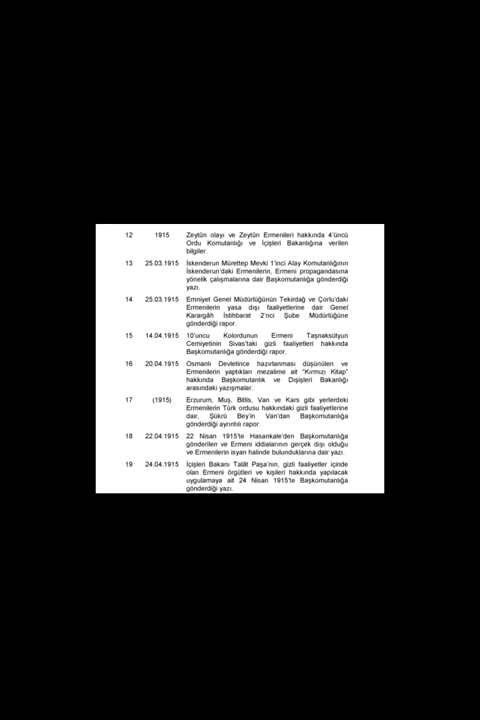 12 1915 Zeytûn olayı ve Zeytûn Ermenileri hakkında 4'üncü
Ordu Komutanlığı ve İçişleri Bakanlığına verilen
bilgiler.
13 25.03.1915 İskenderun Mürettep Mevki 1'inci Alay Komutanlığının
İskenderun'daki Ermenilerin, Ermeni propagandasına
yönelik çalışmalarına dair Başkomutanlığa gönderdiği
yazı.
14 25.03.1915 Emniyet Genel Müdürlüğünün Tekirdağ ve Çorlu'daki
Ermenilerin yasa dışı faaliyetlerine dair Genel
Karargâh İstihbarat 2'nci Şube Müdürlüğüne
gönderdiği rapor.
15 14.04.1915 10'uncu Kolordunun Ermeni Taşnaksütyun
Cemiyetinin Sivas'taki gizli faaliyetleri hakkında
Başkomutanlığa gönderdiği rapor.
16 20.04.1915 Osmanlı Devletince hazırlanması düşünülen ve
Ermenilerin yaptıkları mezalime ait "Kırmızı Kitap"
hakkında Başkomutanlık ve Dışişleri Bakanlığı
arasındaki yazışmalar.
17 (1915) Erzurum, Muş, Bitlis, Van ve Kars gibi yerlerdeki
Ermenilerin Türk ordusu hakkındaki gizli faaliyetlerine
dair, Şükrü Bey'in Van'dan Başkomutanlığa
gönderdiği ayrıntılı rapor.
18 22.04.1915 22 Nisan 1915'te Hasankale'den Başkomutanlığa
gönderilen ve Ermeni iddialarının gerçek dışı olduğu
ve Ermenilerin isyan halinde bulunduklarına dair yazı.
19 24.04.1915 İçişleri Bakanı Talât Paşa'nın, gizli faaliyetler içinde
olan Ermeni örgütleri ve kişileri hakkında yapılacak
uygulamaya ait 24 Nisan 1915'te Başkomutanlığa
gönderdiği yazı.